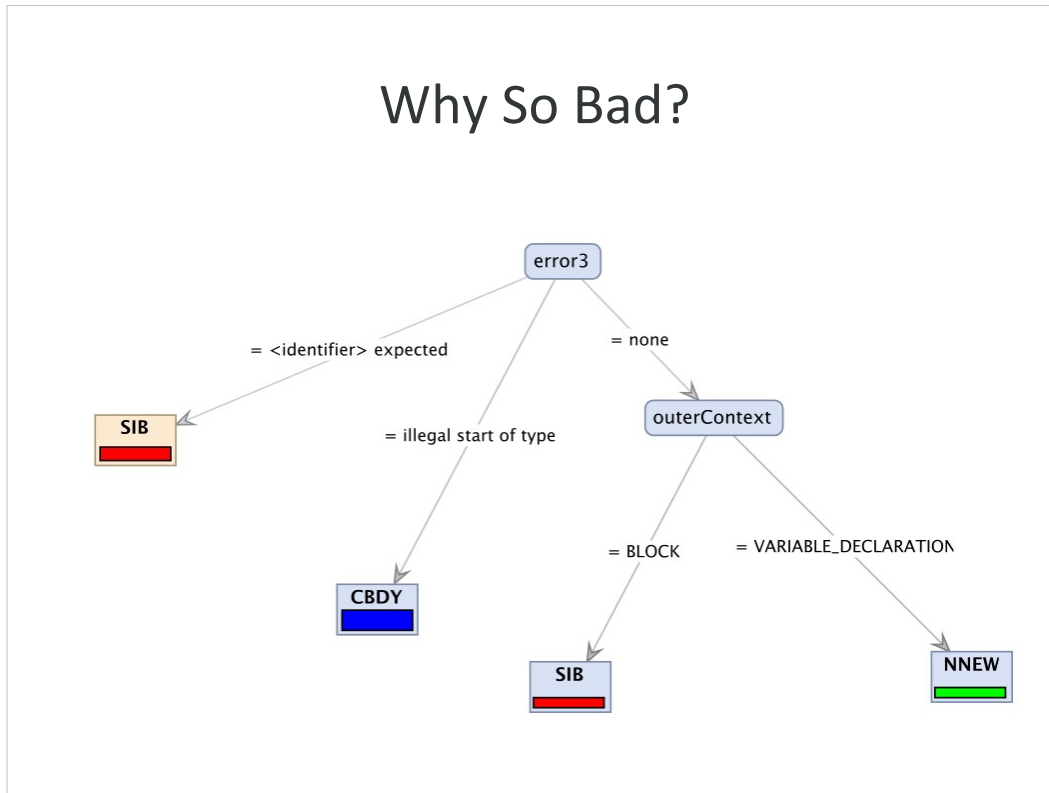 Why So Bad?
error3
= none
= <identifier> expected
outerContext
SIB
= illegal start of type
= BLOCK
= VARIABLE_DECLARATION
CBDY
SIB
NNEW